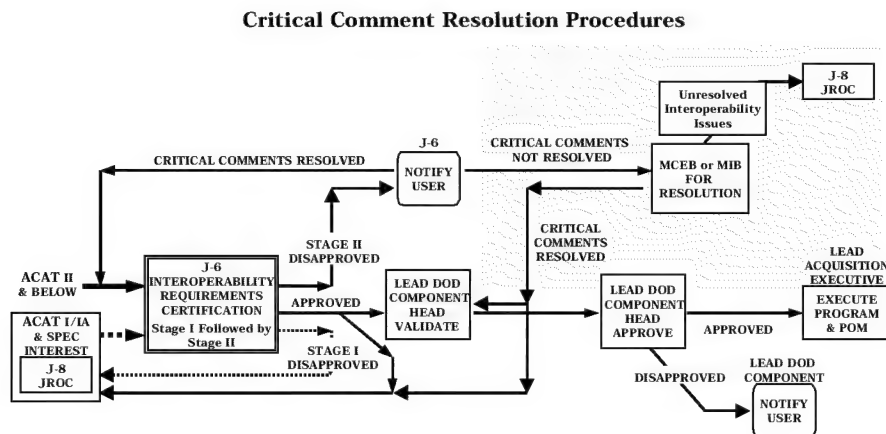 Critical Comment Resolution Procedures
J-8
JROC
Unresolved
Interoperability
Issues
J-6
CRITICAL COMMENTS RESOLVED
NOTIFY
USER
CRITICAL COMMENTS
NOT RESOLVED
MCEB or MIB
FOR
RESOLUTION
STAGE II
DISAPPROVED
CRITICAL
COMMENTS
RESOLVED
ACAT II
& BELOW
J-6
INTEROPERABILITY
REQUIREMENTS
CERTIFICATION
Stage I Followed by
Stage II
APPROVED
LEAD DOD
COMPONENT
HEAD
VALIDATE
LEAD DOD
COMPONENT
HEAD
APPROVE
APPROVED
LEAD
ACQUISITION
EXECUTIVE
EXECUTE
PROGRAM
& POM
ACAT I/IA
& SPEC
INTEREST
J-8
JROC
STAGE I
DISAPPROVED
DISAPPROVED
LEAD DOD
COMPONENT
NOTIFY
USER